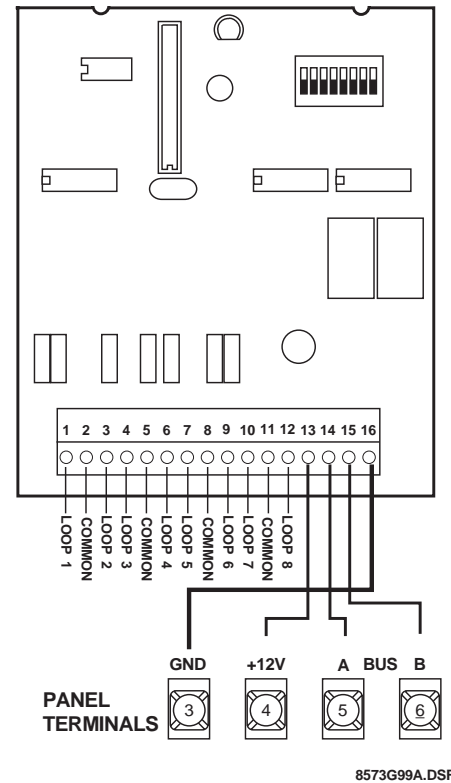 1 2 3 4 5 6 7 8 9 10 11 12 13 14 15 16
LOOP 1
COMMON
LOOP 2
LOOP 3
COMMON
LOOP 4
LOOP 5
COMMON
LOOP 6
LOOP 7
COMMON
LOOP 8
GND +12V A BUS B
PANEL
TERMINALS
3 4 5 6
8573G99A.DSF